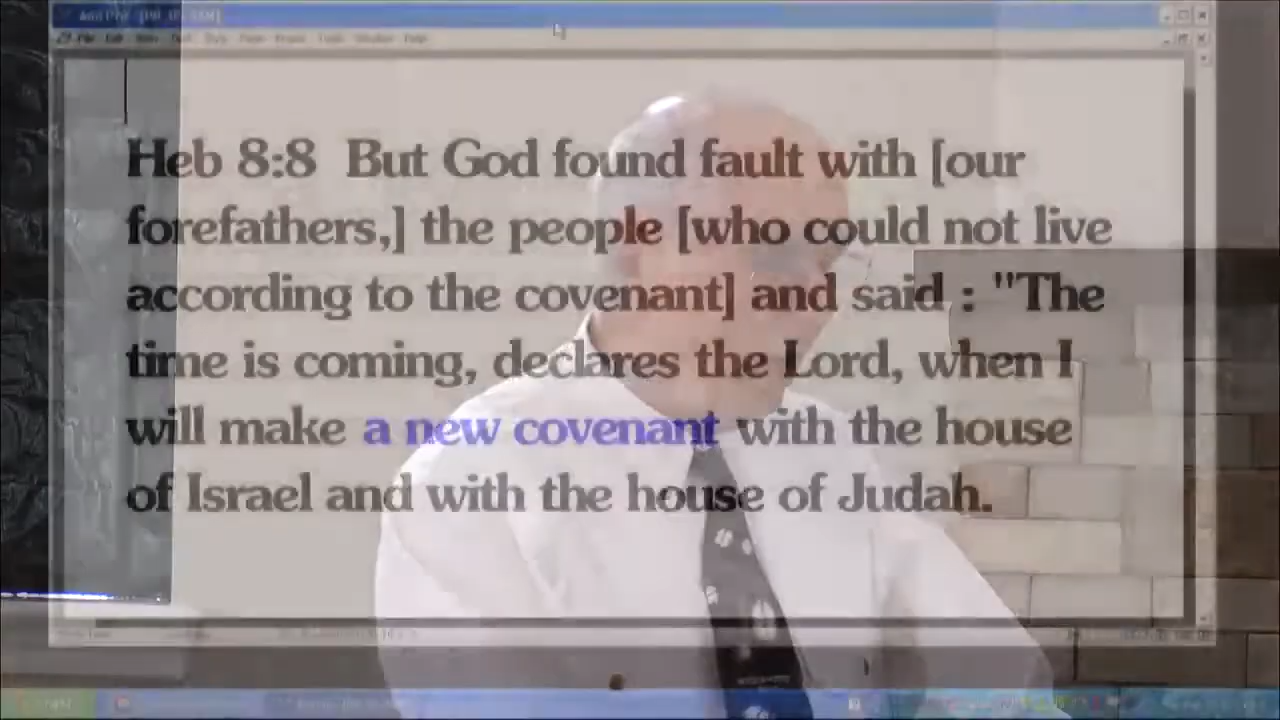 Heb 8:8 But God found fault with [our
forefathers,] the people [who could not live
according to the covenant] and said : "The
time is coming, declares the Lord, when I
will make a new covenant with the house
of Israel and with the house of Judah.